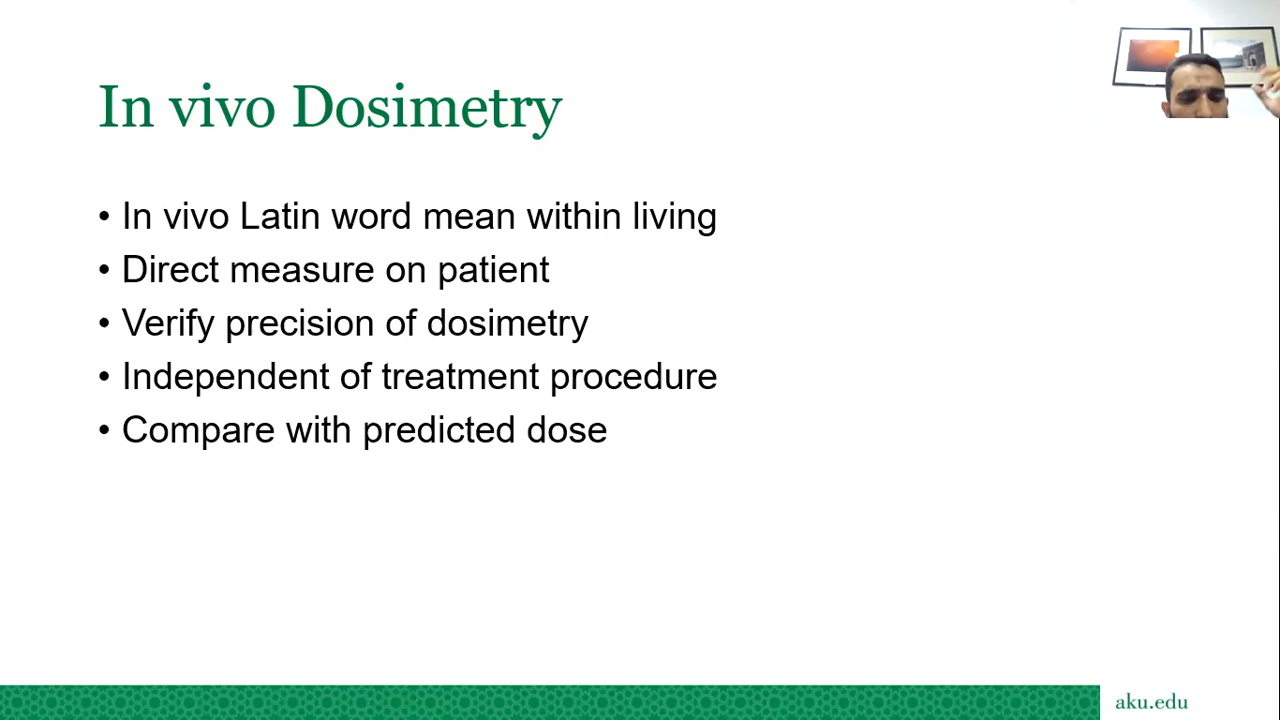 In vivo Dosimetry
• In vivo Latin word mean within living
• Direct measure on patient
• Verify precision of dosimetry
• Independent of treatment procedure
• Compare with predicted dose
aku.edu